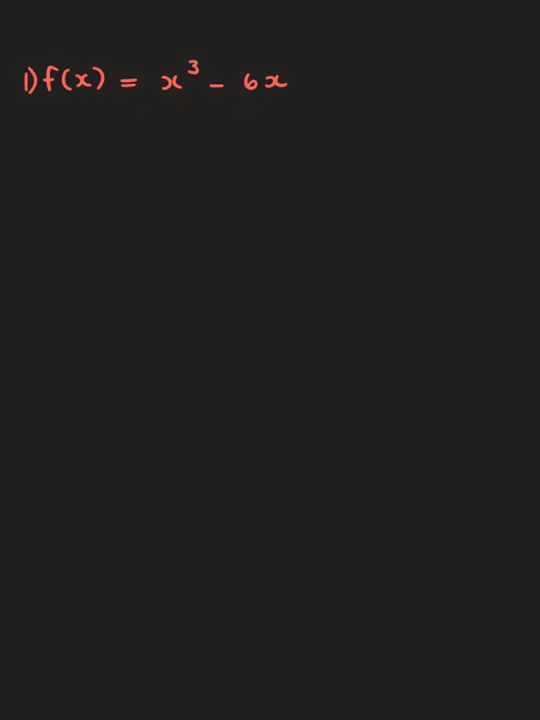 1) f(x) = x³ - 6x